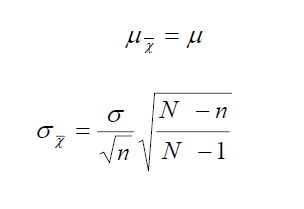 μ_χ̄ = μ
σ_χ̄ = σ/√n √((N − n)/(N − 1))